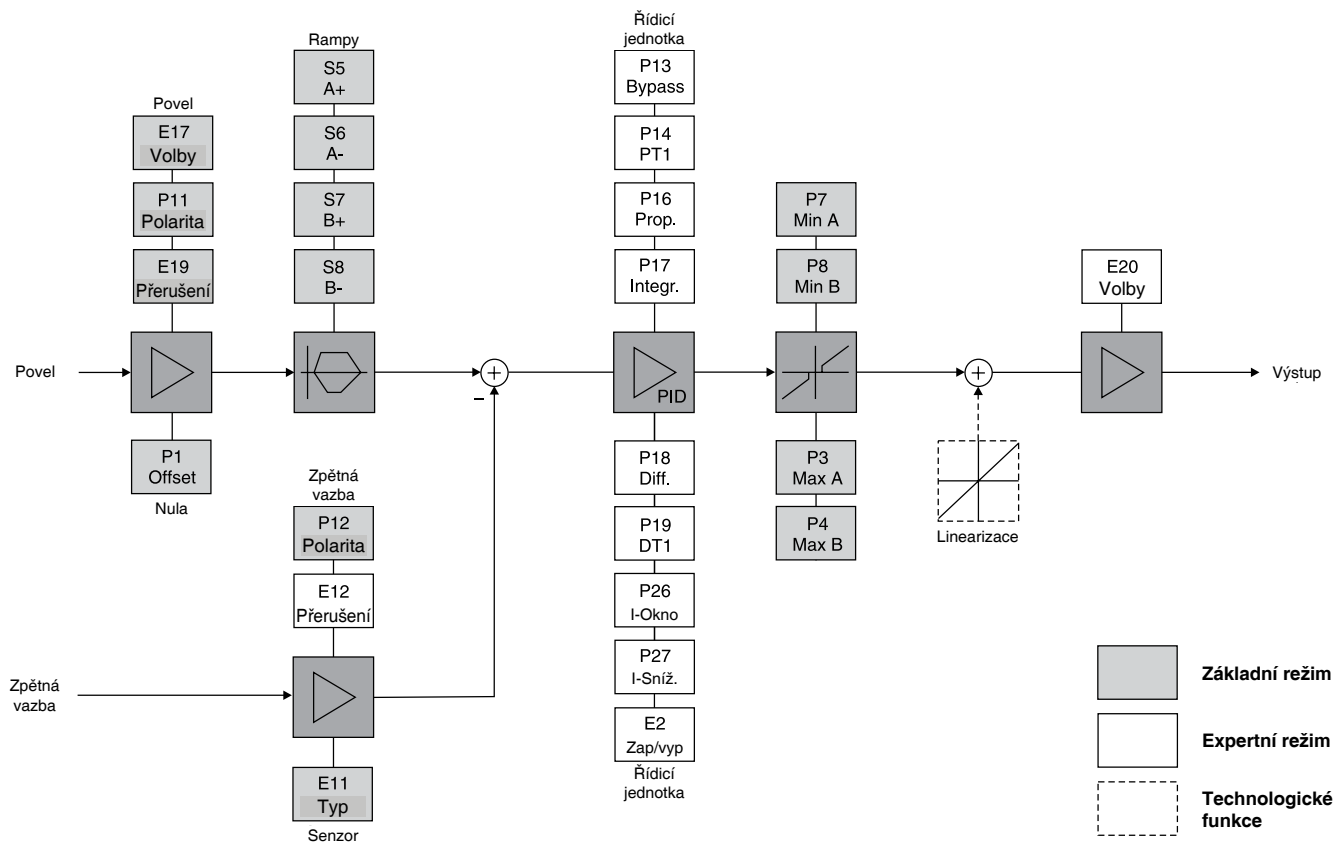 Povel
E17
Volby
P11
Polarita
E19
Přerušení
Povel
P1
Offset
Nula
Rampy
S5
A+
S6
A-
S7
B+
S8
B-
Zpětná
vazba
P12
Polarita
E12
Přerušení
Zpětná
vazba
E11
Typ
Senzor
+
–
Řídicí
jednotka
P13
Bypass
P14
PT1
P16
Prop.
P17
Integr.
PID
P18
Diff.
P19
DT1
P26
I-Okno
P27
I-Sníž.
E2
Zap/vyp
Řídicí
jednotka
P7
Min A
P8
Min B
P3
Max A
P4
Max B
+
Linearizace
E20
Volby
Výstup
Základní režim
Expertní režim
Technologické
funkce